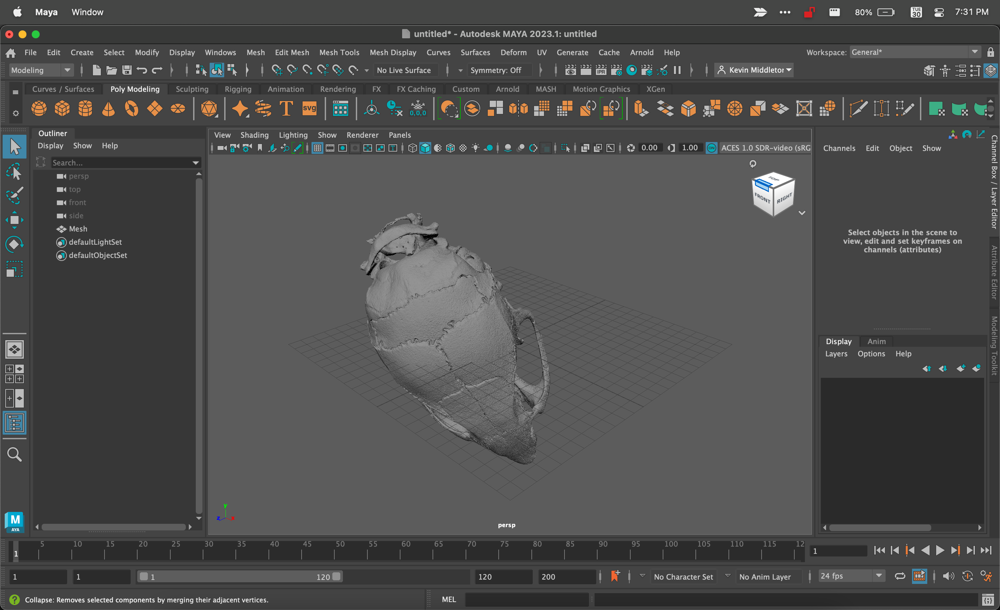 Maya Window 80% TUE 30 7:31 PM
untitled* - Autodesk MAYA 2023.1: untitled
File Edit Create Select Modify Display Windows Mesh Edit Mesh Mesh Tools Mesh Display Curves Surfaces Deform UV Generate Cache Arnold Help Workspace: General*
Modeling No Live Surface Symmetry: Off IPR Kevin Middleton
Curves / Surfaces Poly Modeling Sculpting Rigging Animation Rendering FX FX Caching Custom Arnold MASH Motion Graphics XGen
T svg 0,0,0
Outliner
Display Show Help
Search...
persp
top
front
side
Mesh
defaultLightSet
defaultObjectSet
View Shading Lighting Show Renderer Panels
0.00 1.00 ON ACES 1.0 SDR-video (sRG
TOP
FRONT RIGHT
y
z x
persp
Channels Edit Object Show
Select objects in the scene to
view, edit and set keyframes on
channels (attributes)
Channel Box / Layer Editor
Attribute Editor
Modeling Toolkit
Display Anim
Layers Options Help
M
AYA
1 5 10 15 20 25 30 35 40 45 50 55 60 65 70 75 80 85 90 95 100 105 110 115 12 1
1 1 1 120 120 200 No Character Set No Anim Layer 24 fps
Collapse: Removes selected components by merging their adjacent vertices. MEL